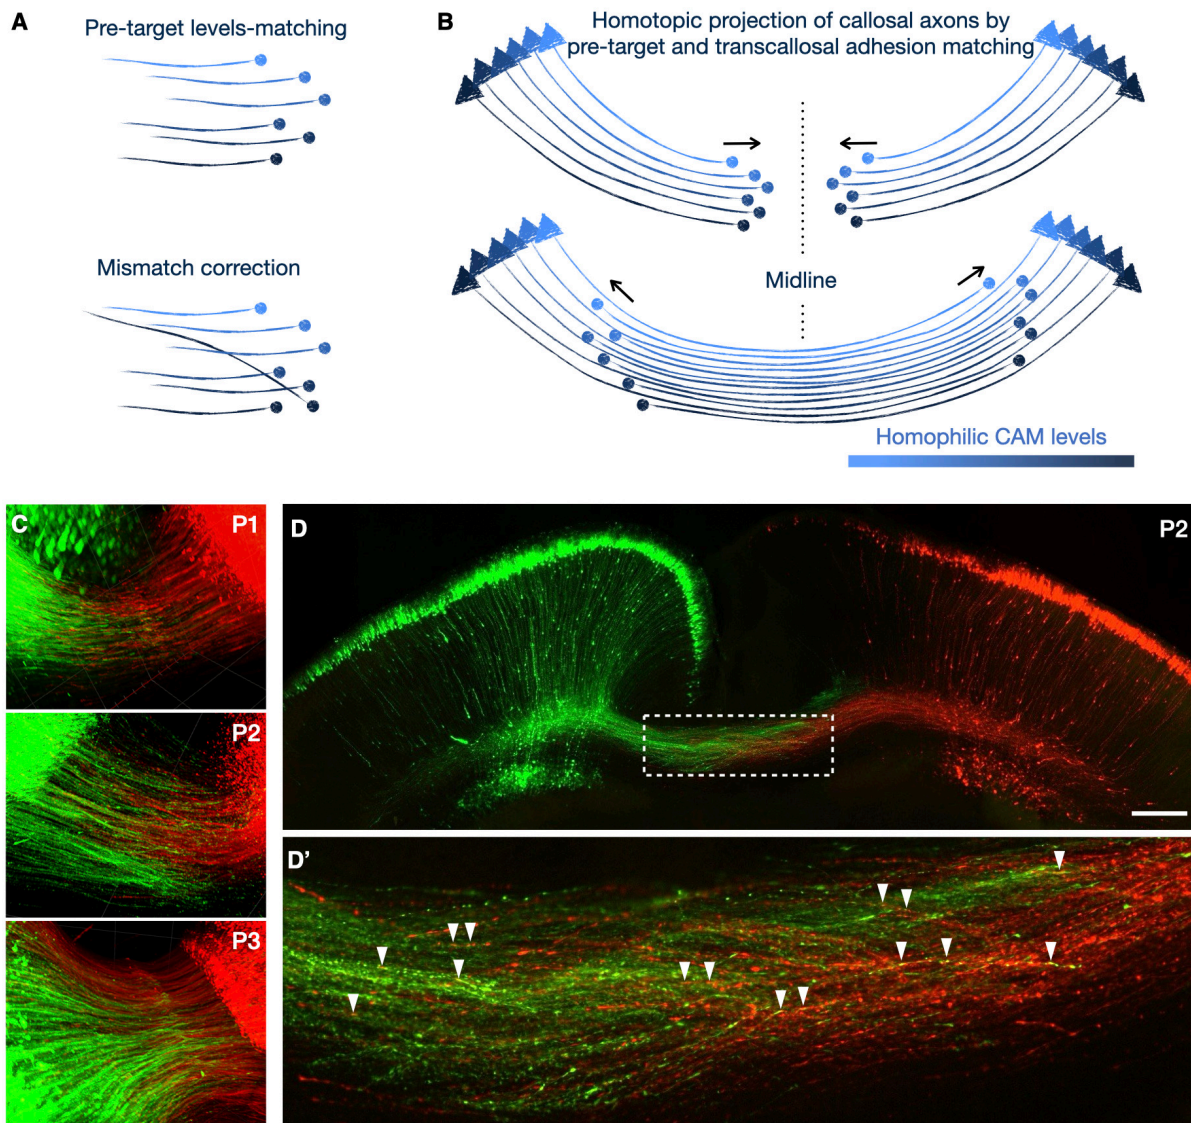 A
Pre-target levels-matching
Mismatch correction
B
Homotopic projection of callosal axons by
pre-target and transcallosal adhesion matching
Midline
Homophilic CAM levels
C
P1
P2
P3
D
P2
D'